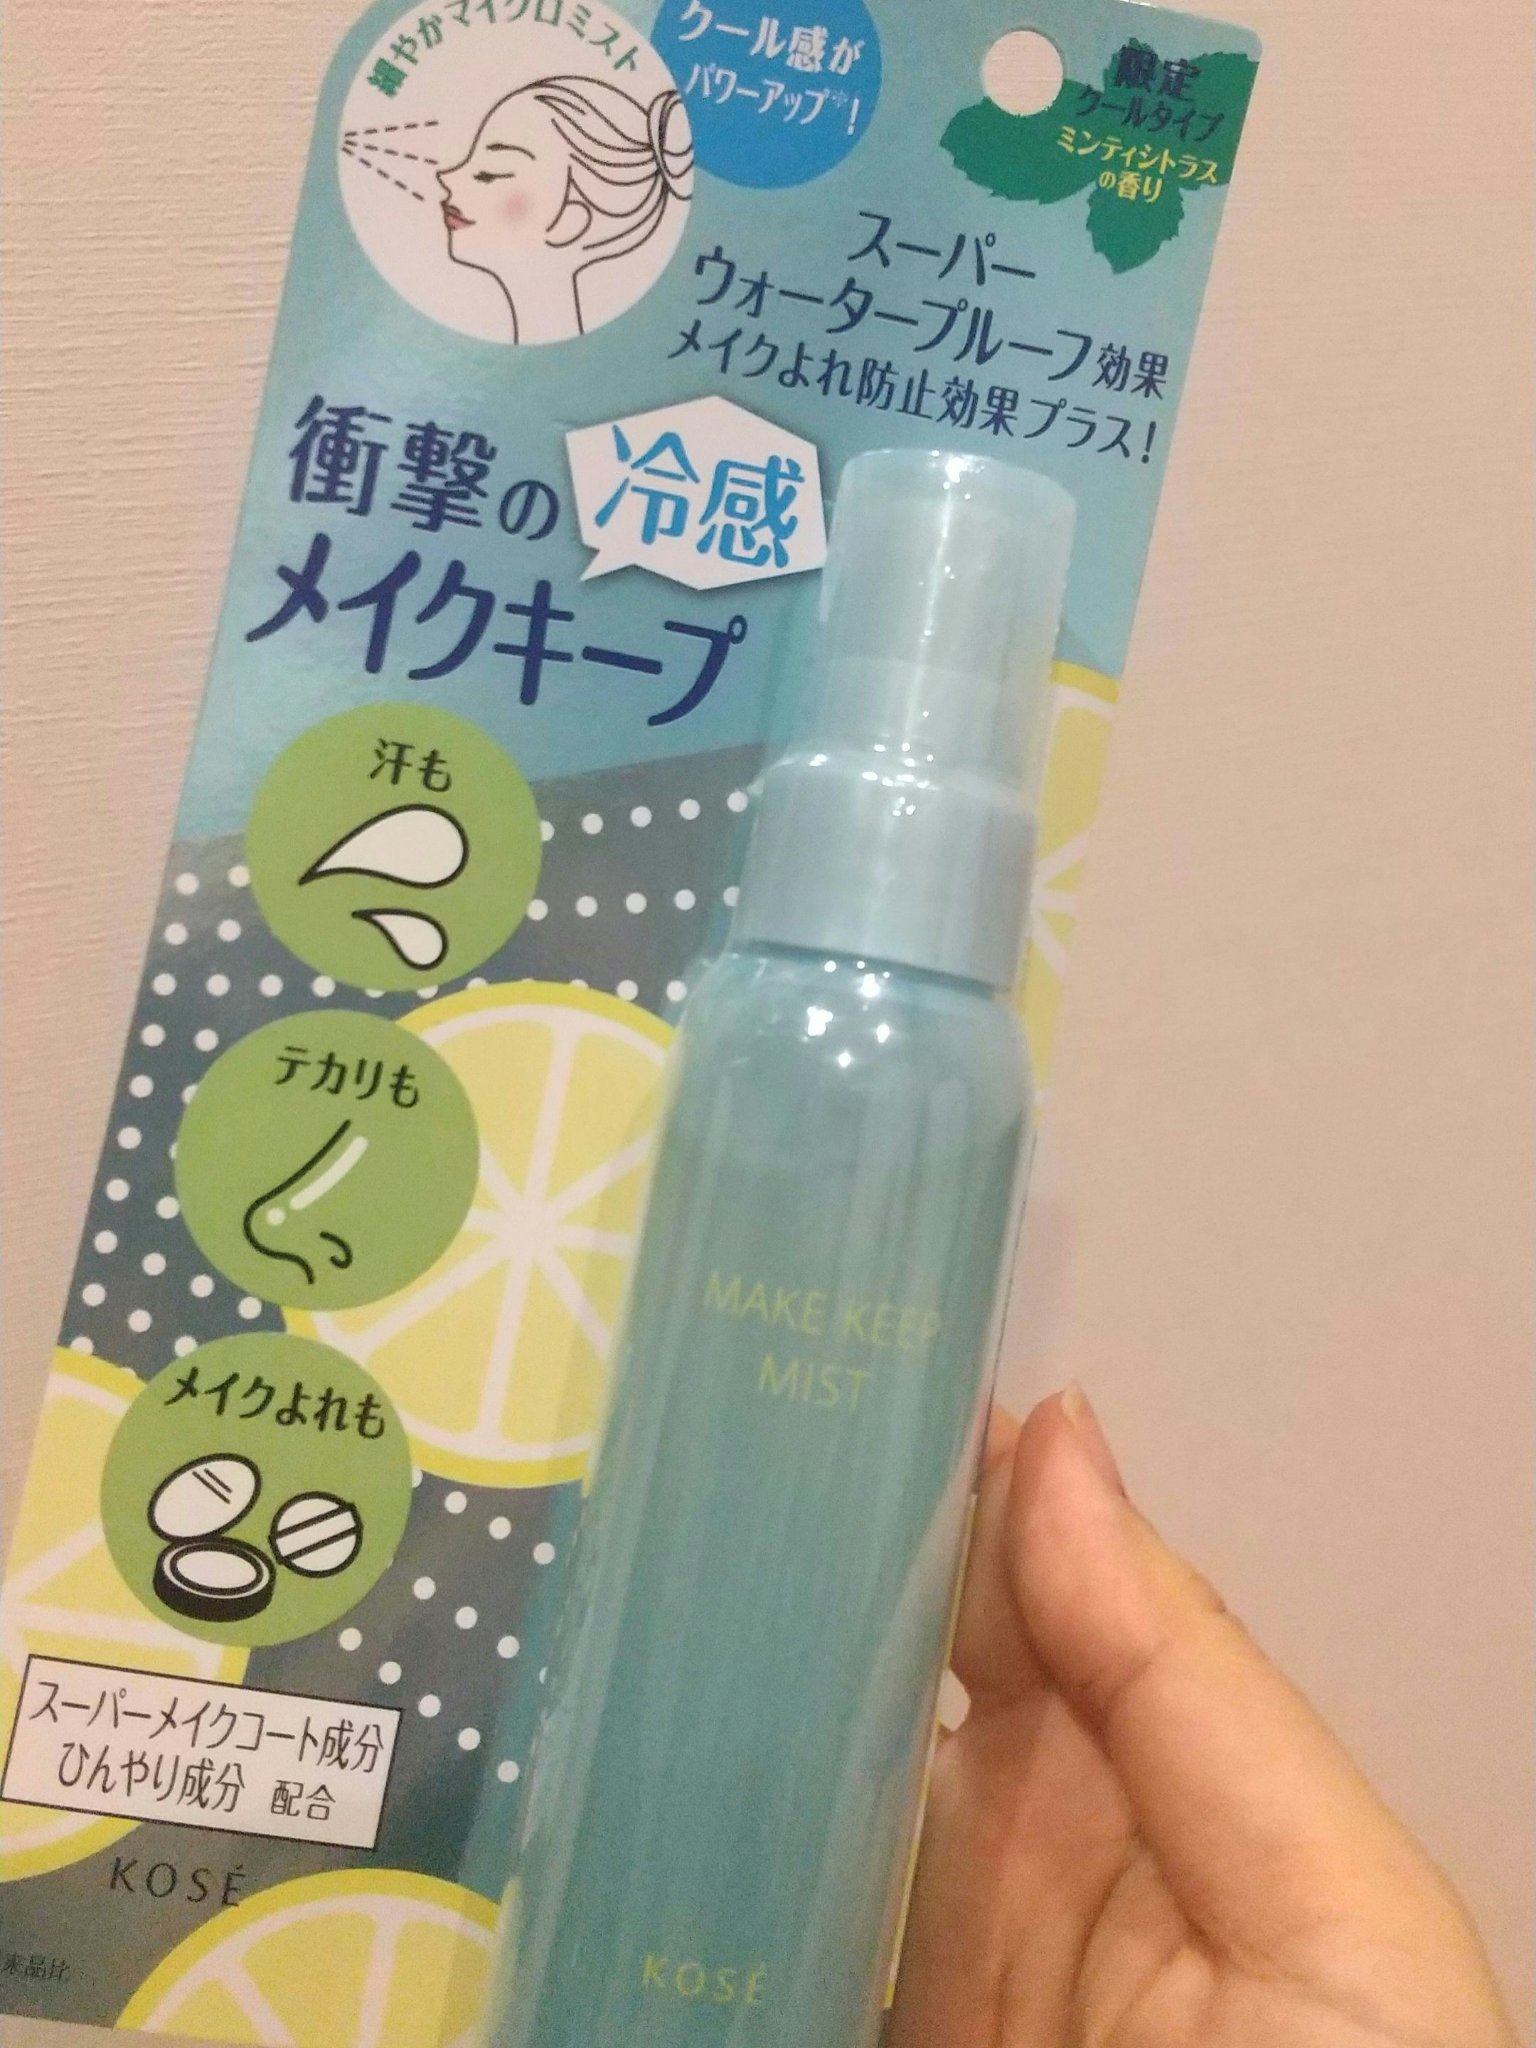 細やかマイクロミスト
クール感が
パワーアップ※!
限定
クールタイプ
ミンティシトラス
の香り
スーパー
ウォータープルーフ効果
メイクよれ防止効果プラス!
衝撃の冷感
メイクキープ
汗も
テカリも
メイクよれも
スーパーメイクコート成分
ひんやり成分 配合
KOSÉ
来品比
MAKE KEEP
MIST
KOSÉ